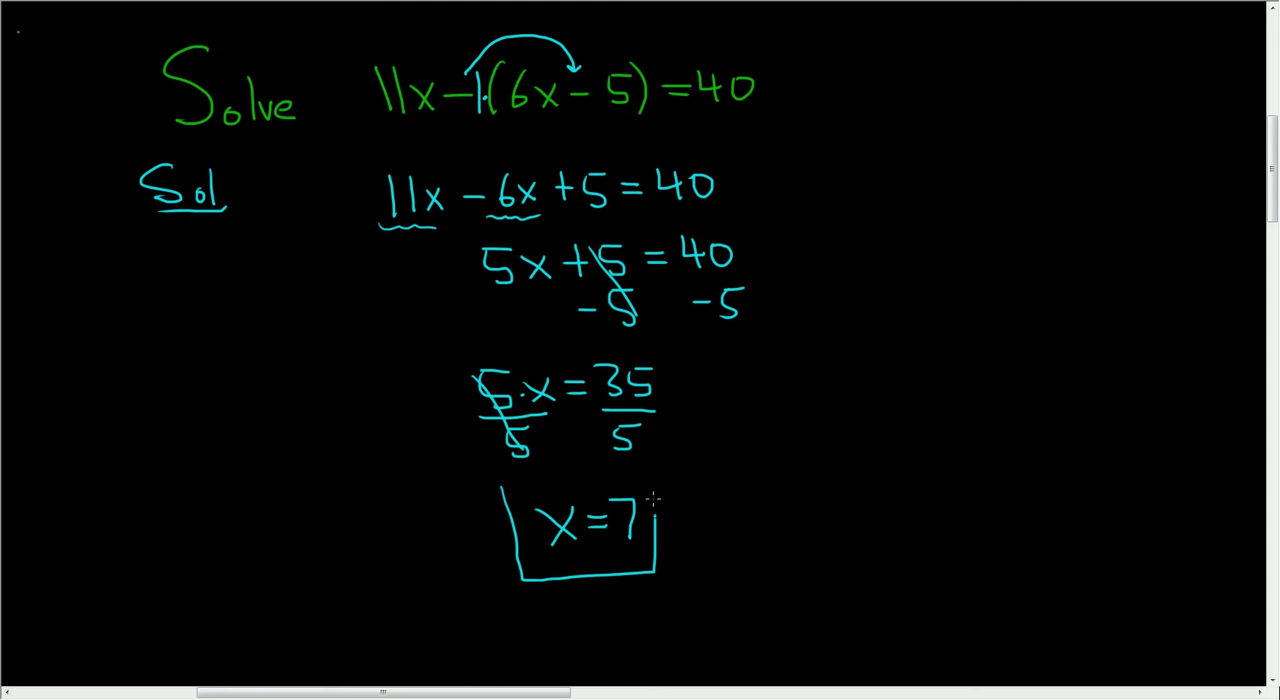 Solve 11x - 1·(6x - 5) = 40
Sol 11x - 6x + 5 = 40
5x + 5 = 40
- 5 - 5
5·x = 35
5 5
x = 7